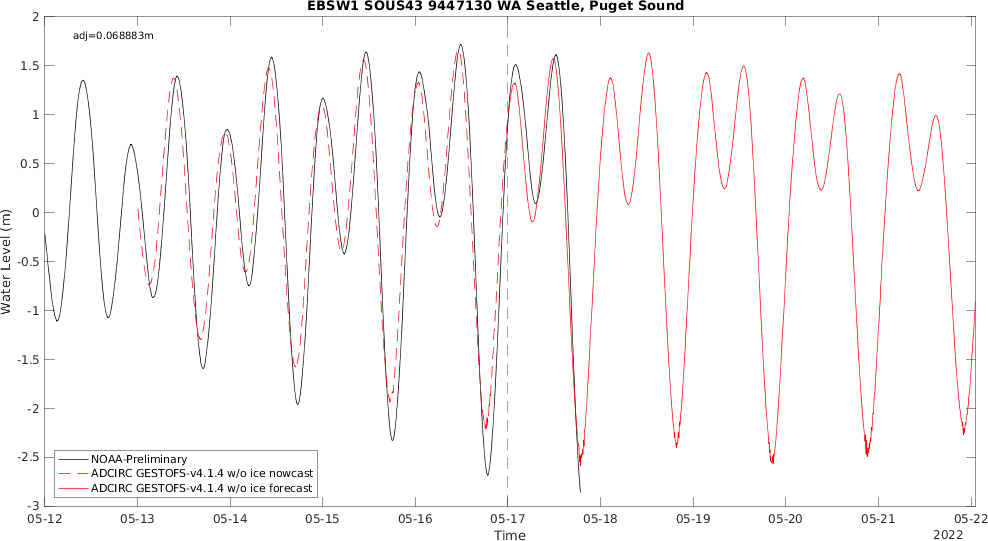 EBSW1 SOUS43 9447130 WA Seattle, Puget Sound
adj=0.068883m
2
1.5
1
0.5
0
-0.5
-1
-1.5
-2
-2.5
-3
Water Level (m)
NOAA-Preliminary
ADCIRC GESTOFS-v4.1.4 w/o ice nowcast
ADCIRC GESTOFS-v4.1.4 w/o ice forecast
05-12 05-13 05-14 05-15 05-16 05-17 05-18 05-19 05-20 05-21 05-22
Time
2022